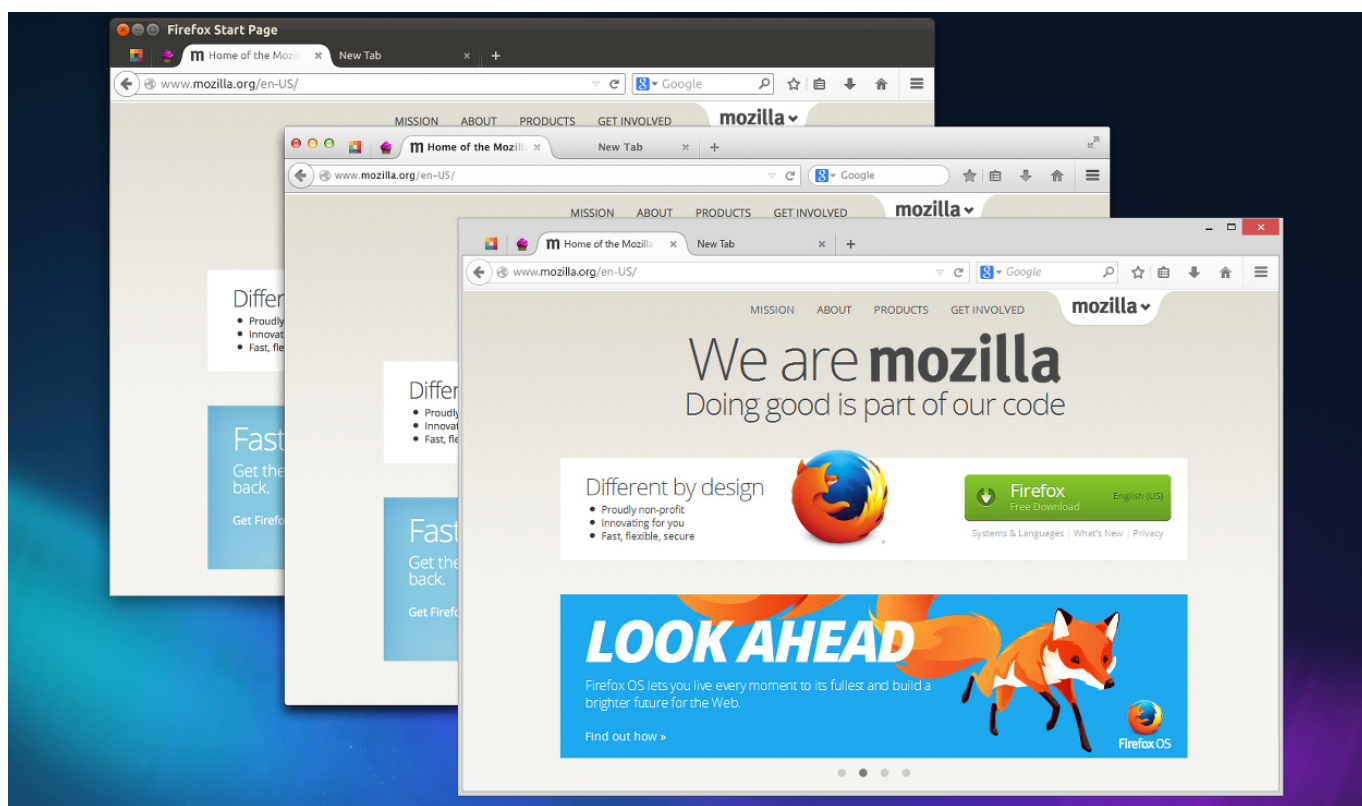 Firefox Start Page
Home of the Mozill
New Tab
www.mozilla.org/en-US/
Google
MISSION ABOUT PRODUCTS GET INVOLVED mozilla
Differ
Proudly
Innovat
Fast, fle
Fast
Get the
back.
Get Firefo
m Home of the Mozill
New Tab
www.mozilla.org/en-US/
Google
MISSION ABOUT PRODUCTS GET INVOLVED mozilla
Differ
Proudly
Innovat
Fast, fle
Fast
Get the
back.
Get Firefo
m Home of the Mozilla
New Tab
www.mozilla.org/en-US/
Google
MISSION ABOUT PRODUCTS GET INVOLVED mozilla
We are mozilla
Doing good is part of our code
Different by design
Proudly non-profit
Innovating for you
Fast, flexible, secure
Firefox
Free Download
English (US)
Systems & Languages | What's New | Privacy
LOOK AHEAD
Firefox OS lets you live every moment to its fullest and build a
brighter future for the Web.
Find out how »
Firefox OS